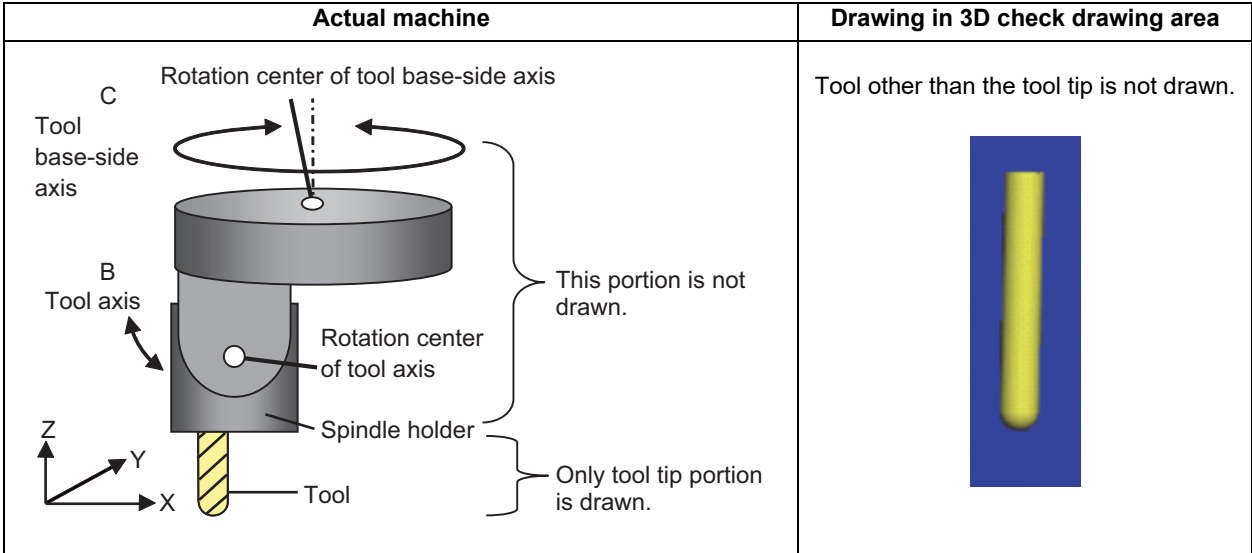 Actual machine
Drawing in 3D check drawing area
Rotation center of tool base-side axis
C
Tool
base-side
axis
B
Tool axis
This portion is not
drawn.
Rotation center
of tool axis
Spindle holder
Z
Y
X
Tool
Only tool tip portion
is drawn.
Tool other than the tool tip is not drawn.